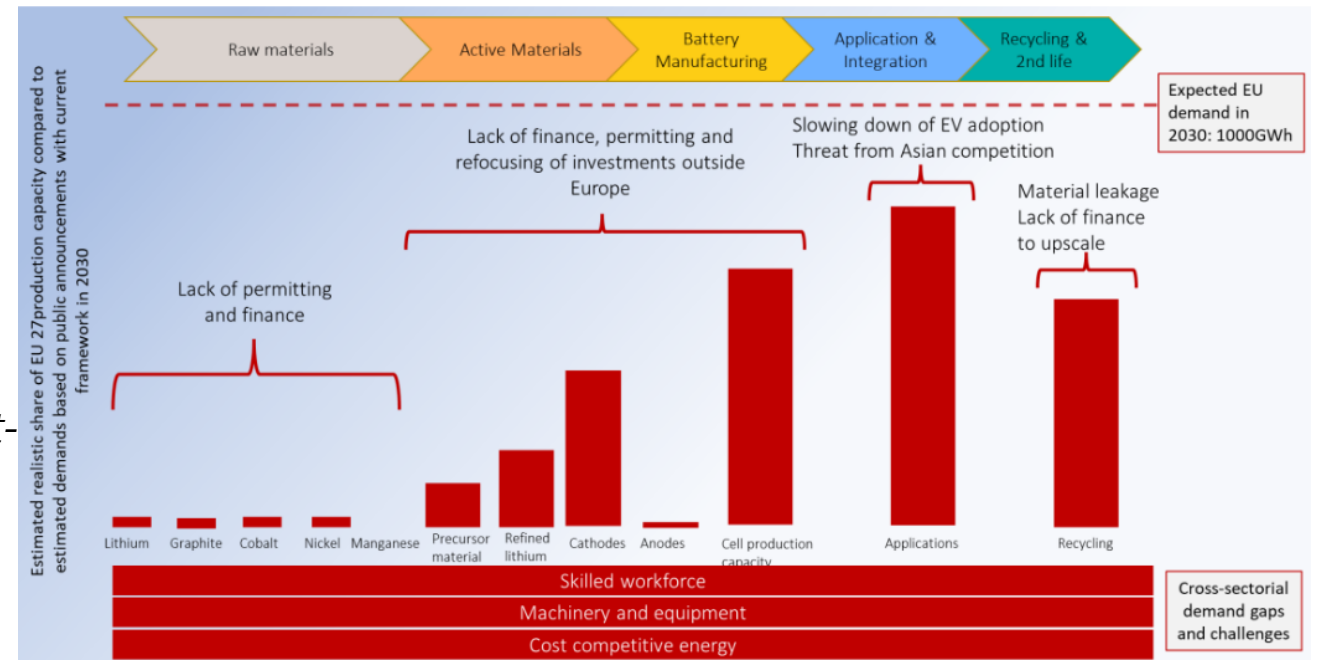 Raw materials
Active Materials
Battery
Manufacturing
Application &
Integration
Recycling &
2nd life
Estimated realistic share of EU 27production capacity compared to
estimated demands based on public announcements with current
framework in 2030
Expected EU
demand in
2030: 1000GWh
Lack of permitting
and finance
Lack of finance, permitting and
refocusing of investments outside
Europe
Slowing down of EV adoption
Threat from Asian competition
Material leakage
Lack of finance
to upscale
Lithium
Graphite
Cobalt
Nickel
Manganese
Precursor
material
Refined
lithium
Cathodes
Anodes
Cell production
capacity
Applications
Recycling
Skilled workforce
Machinery and equipment
Cost competitive energy
Cross-sectorial
demand gaps
and challenges